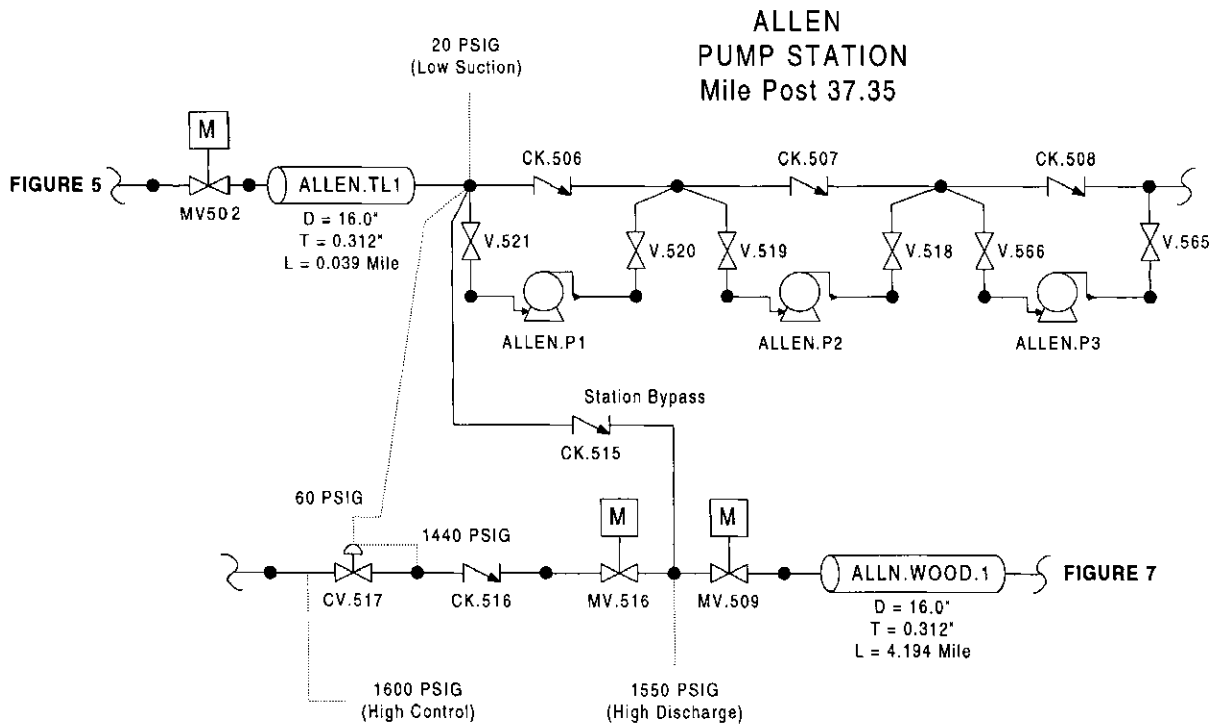 ALLEN
PUMP STATION
Mile Post 37.35
20 PSIG
(Low Suction)
M
CK.506
CK.507
CK.508
FIGURE 5
ALLEN.TL1
MV502
D = 16.0"
T = 0.312"
L = 0.039 Mile
V.521
V.520
V.519
V.518
V.566
V.565
ALLEN.P1
ALLEN.P2
ALLEN.P3
Station Bypass
CK.515
60 PSIG
1440 PSIG
M
M
CV.517
CK.516
MV.516
MV.509
ALLN.WOOD.1
FIGURE 7
D = 16.0"
T = 0.312"
L = 4.194 Mile
1600 PSIG
(High Control)
1550 PSIG
(High Discharge)